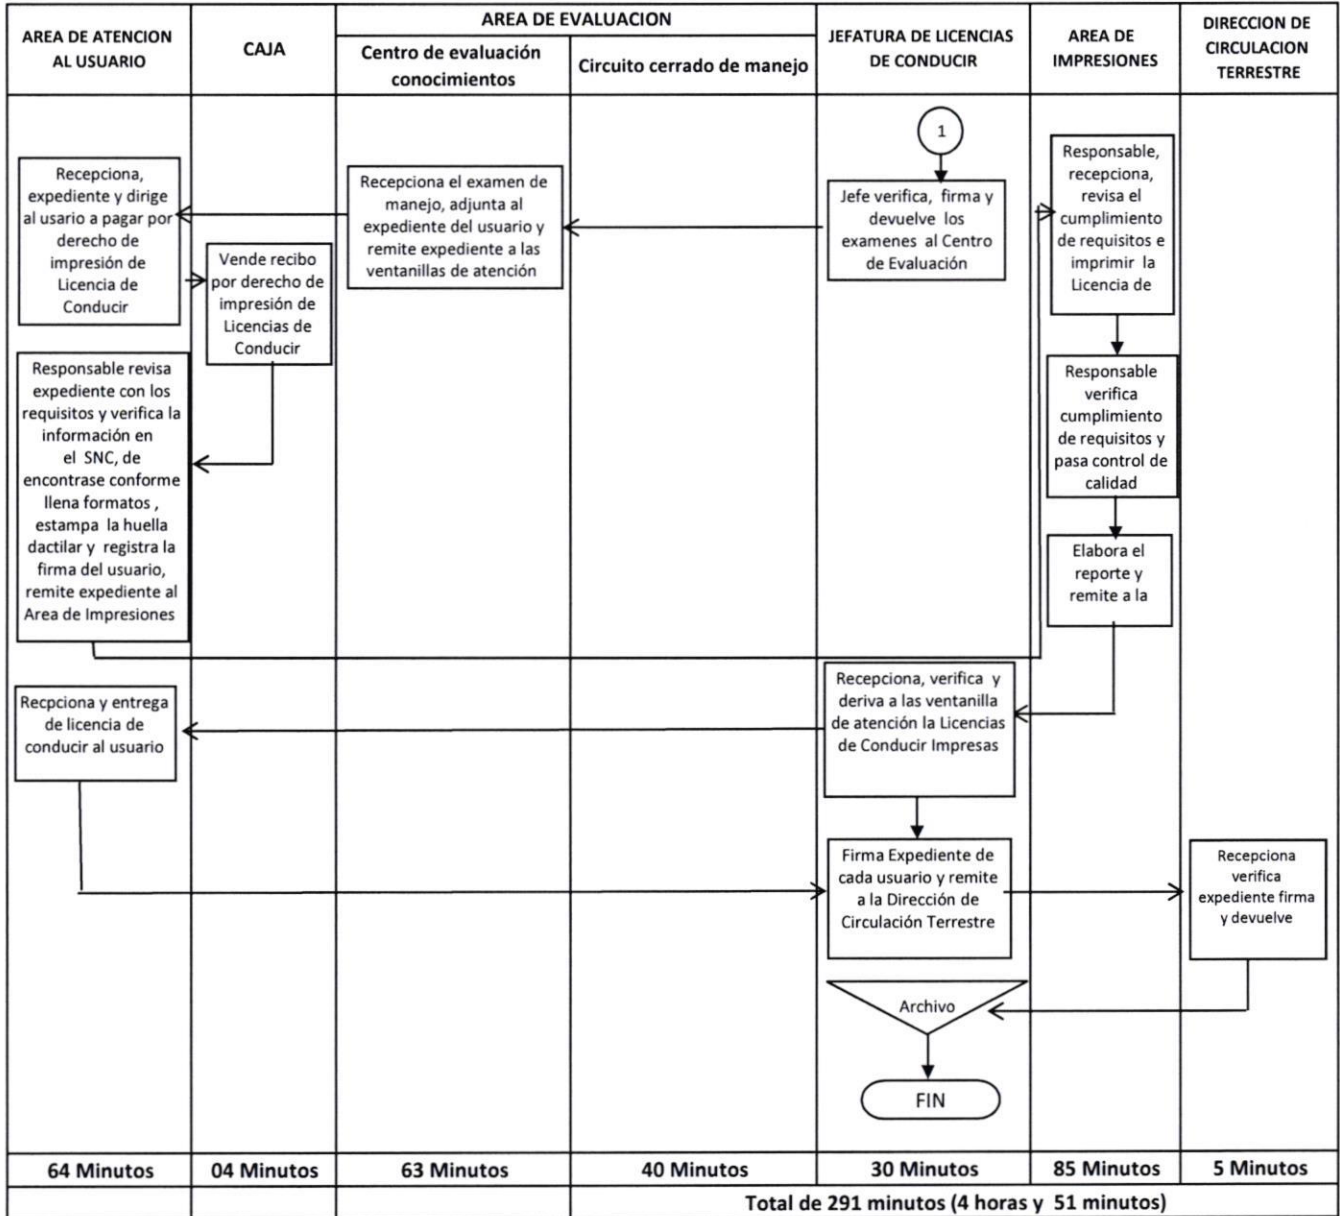 AREA DE ATENCION
AL USUARIO
CAJA
AREA DE EVALUACION
Centro de evaluación
conocimientos
Circuito cerrado de manejo
JEFATURA DE LICENCIAS
DE CONDUCIR
AREA DE
IMPRESIONES
DIRECCION DE
CIRCULACION
TERRESTRE
1
Jefe verifica, firma y
devuelve los
examenes al Centro
de Evaluación
Recepciona el examen de
manejo, adjunta al
expediente del usuario y
remite expediente a las
ventanillas de atención
Recepciona,
expediente y dirige
al usario a pagar por
derecho de
impresión de
Licencia de
Conducir
Vende recibo
por derecho de
impresión de
Licencias de
Conducir
Responsable revisa
expediente con los
requisitos y verifica la
información en
el SNC, de
encontrase conforme
llena formatos ,
estampa la huella
dactilar y registra la
firma del usuario,
remite expediente al
Area de Impresiones
Responsable,
recepciona,
revisa el
cumplimiento
de requisitos e
imprimir la
Licencia de
Responsable
verifica
cumplimiento
de requisitos y
pasa control de
calidad
Elabora el
reporte y
remite a la
Recepciona, verifica y
deriva a las ventanilla
de atención la Licencias
de Conducir Impresas
Recpciona y entrega
de licencia de
conducir al usuario
Firma Expediente de
cada usuario y remite
a la Dirección de
Circulación Terrestre
Recepciona
verifica
expediente firma
y devuelve
Archivo
FIN
64 Minutos
04 Minutos
63 Minutos
40 Minutos
30 Minutos
85 Minutos
5 Minutos
Total de 291 minutos (4 horas y 51 minutos)